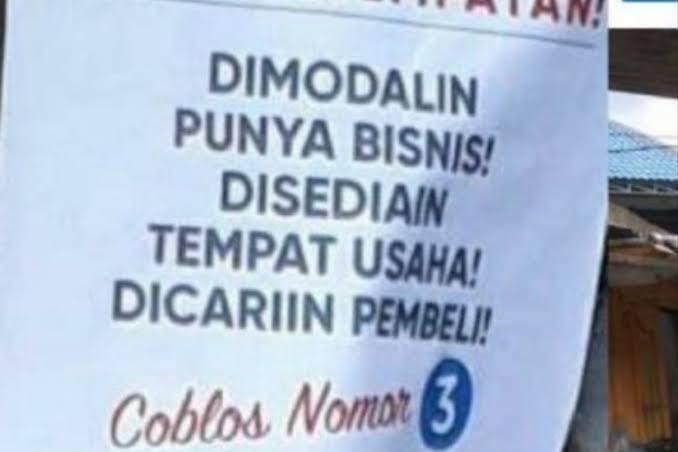 DIMODALIN
PUNYA BISNIS!
DISEDIAIN
TEMPAT USAHA!
DICARIIN PEMBELI!
Coblos Nomor 3